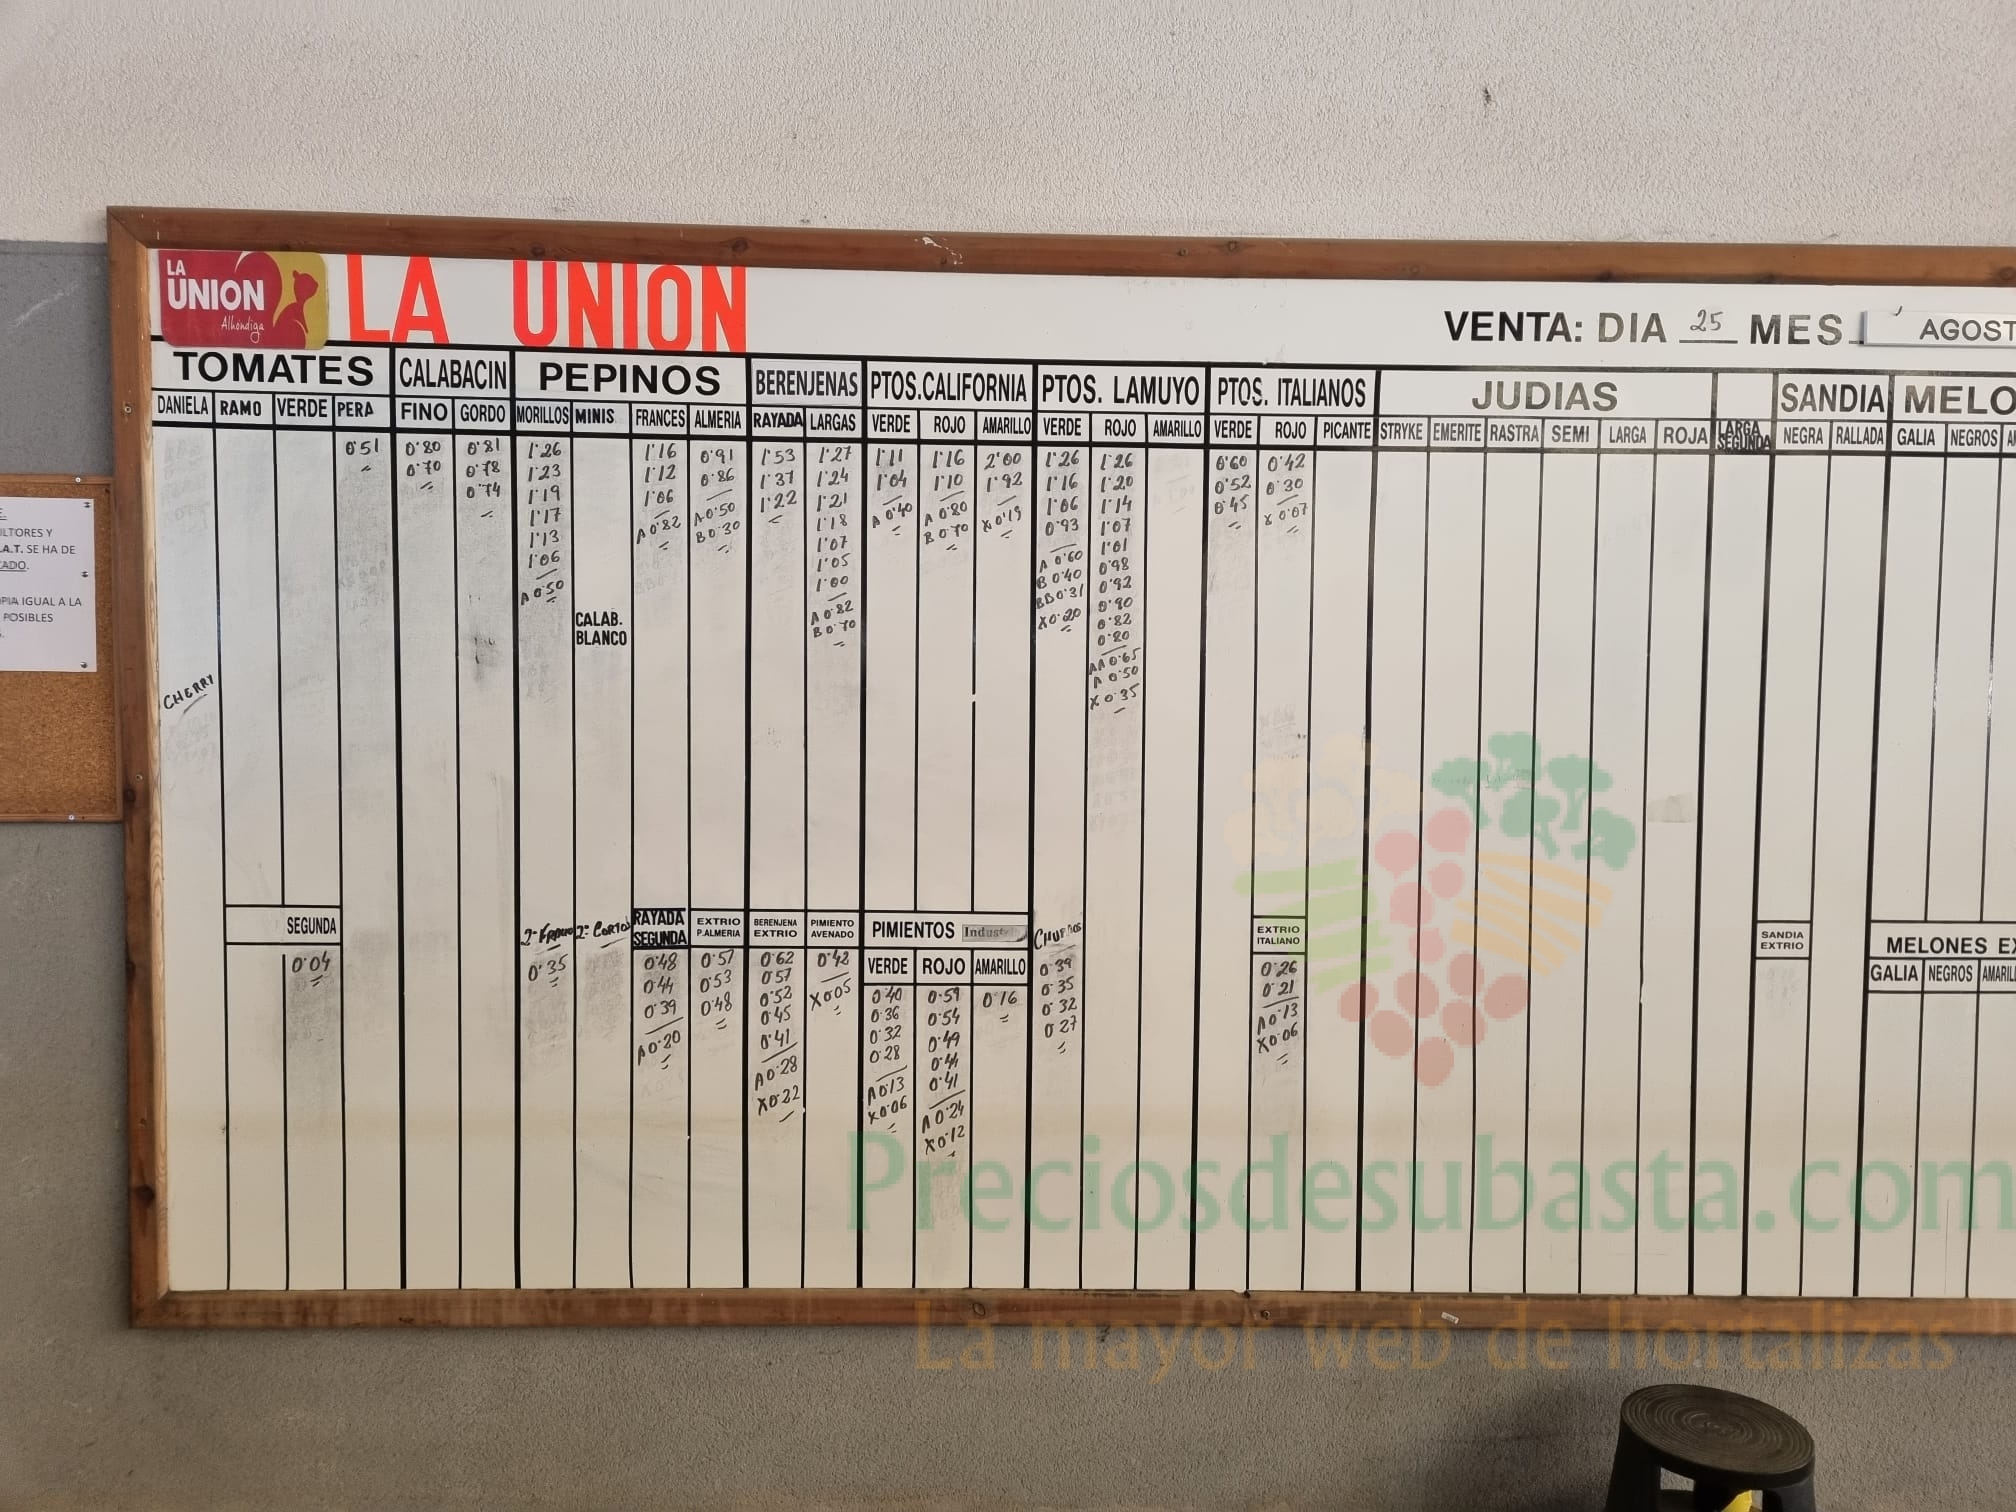 LA
UNION
Alhóndiga
LA UNION
VENTA: DIA 25 MES AGOST
TOMATES CALABACIN PEPINOS BERENJENAS PTOS.CALIFORNIA PTOS. LAMUYO PTOS. ITALIANOS JUDIAS SANDIA MELO
DANIELA RAMO VERDE PERA FINO GORDO MORILLOS MINIS FRANCES ALMERIA RAYADA LARGAS VERDE ROJO AMARILLO VERDE ROJO AMARILLO VERDE ROJO PICANTE STRYKE EMERITE RASTRA SEMI LARGA ROJA LARGA SEGUNDA NEGRA RALLADA GALIA NEGROS
0'51
0'80
0'70
0'81
0'78
0'74
1'26
1'23
1'19
1'17
1'13
1'06
A 0'50
CALAB.
BLANCO
1'16
1'12
1'06
A 0'82
0'91
0'86
A 0'50
B 0'30
1'53
1'37
1'22
1'27
1'24
1'21
1'18
1'07
1'05
1'00
A 0'82
B 0'70
1'11
1'04
A 0'40
1'16
1'10
A 0'80
B 0'70
2'00
1'92
X 0'19
1'26
1'16
1'06
0'93
A 0'60
B 0'40
BB 0'31
X 0'20
1'26
1'20
1'14
1'07
1'01
0'98
0'92
0'90
0'82
0'80
AA 0'65
A 0'50
X 0'35
0'60
0'52
0'45
0'42
0'30
X 0'07
CHERRY
SEGUNDA
0'04
0'35
2ª CORTOS
RAYADA
SEGUNDA
0'48
0'44
0'39
A 0'20
EXTRIO
P.ALMERIA
0'57
0'53
0'48
BERENJENA
EXTRIO
0'62
0'57
0'52
0'45
0'41
A 0'28
X 0'22
PIMIENTO
AVENADO
0'42
X 0'05
PIMIENTOS
VERDE ROJO AMARILLO
0'40
0'36
0'32
0'28
A 0'13
X 0'06
0'59
0'54
0'49
0'44
0'41
A 0'24
X 0'12
0'16
0'39
0'35
0'32
0'27
EXTRIO
ITALIANO
0'26
0'21
A 0'13
X 0'06
SANDIA
EXTRIO
MELONES EX
GALIA NEGROS AMARIL
ULTORES Y
A.T. SE HA DE
CADO.
OPIA IGUAL A LA
POSIBLES
Preciosdesubasta.com
La mayor web de hortalizas